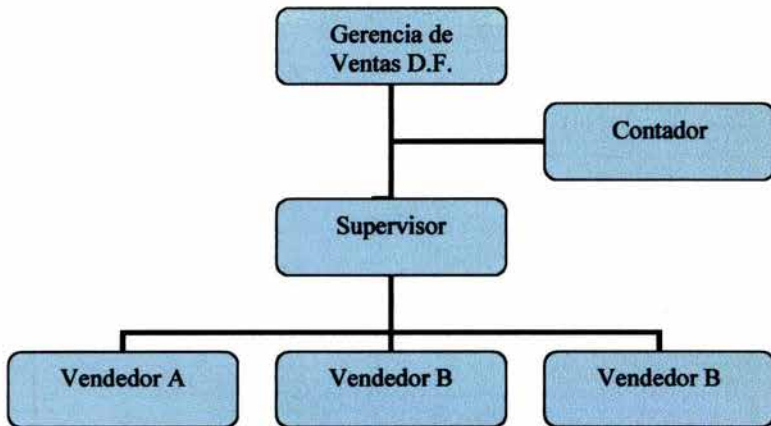 Gerencia de
Ventas D.F.
Contador
Supervisor
Vendedor A
Vendedor B
Vendedor B